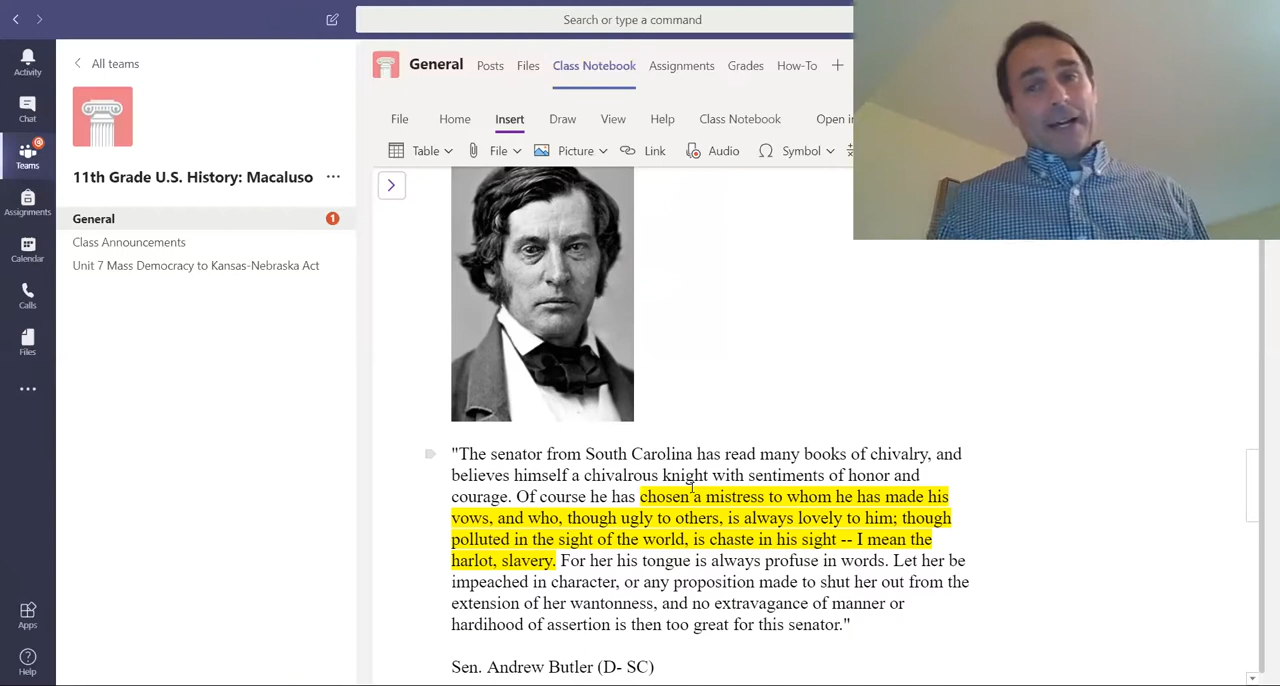 Search or type a command
Activity
Chat
Teams
Assignments
Calendar
Calls
Files
Apps
Help
All teams
11th Grade U.S. History: Macaluso
General 1
Class Announcements
Unit 7 Mass Democracy to Kansas-Nebraska Act
General Posts Files Class Notebook Assignments Grades How-To
File Home Insert Draw View Help Class Notebook Open in
Table File Picture Link Audio Symbol
"The senator from South Carolina has read many books of chivalry, and
believes himself a chivalrous knight with sentiments of honor and
courage. Of course he has chosen a mistress to whom he has made his
vows, and who, though ugly to others, is always lovely to him; though
polluted in the sight of the world, is chaste in his sight -- I mean the
harlot, slavery. For her his tongue is always profuse in words. Let her be
impeached in character, or any proposition made to shut her out from the
extension of her wantonness, and no extravagance of manner or
hardihood of assertion is then too great for this senator."
Sen. Andrew Butler (D- SC)